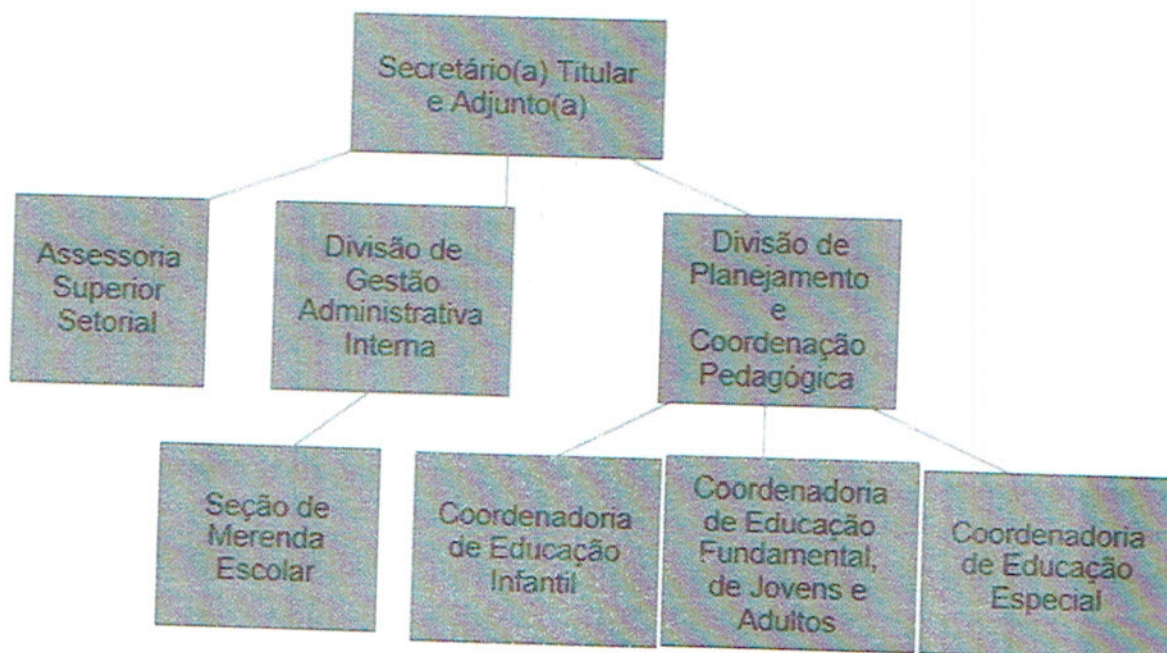 Secretário(a) Titular
e Adjunto(a)
Assessoria
Superior
Setorial
Divisão de
Gestão
Administrativa
Interna
Divisão de
Planejamento
e
Coordenação
Pedagógica
Seção de
Merenda
Escolar
Coordenadoria
de Educação
Infantil
Coordenadoria
de Educação
Fundamental,
de Jovens e
Adultos
Coordenadoria
de Educação
Especial